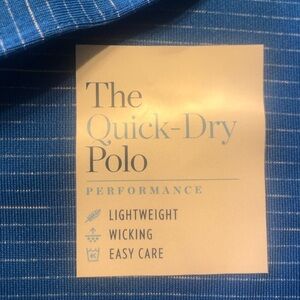 The
Quick-Dry
Polo
PERFORMANCE
LIGHTWEIGHT
WICKING
EASY CARE